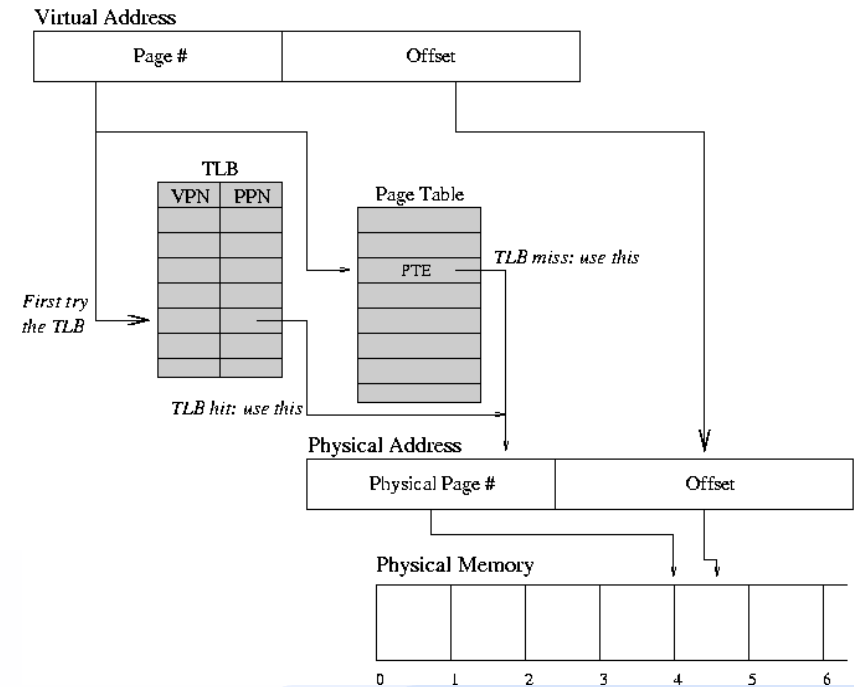 Virtual Address
Page # Offset
TLB
VPN PPN
Page Table
PTE
TLB miss: use this
First try
the TLB
TLB hit: use this
Physical Address
Physical Page # Offset
Physical Memory
0 1 2 3 4 5 6